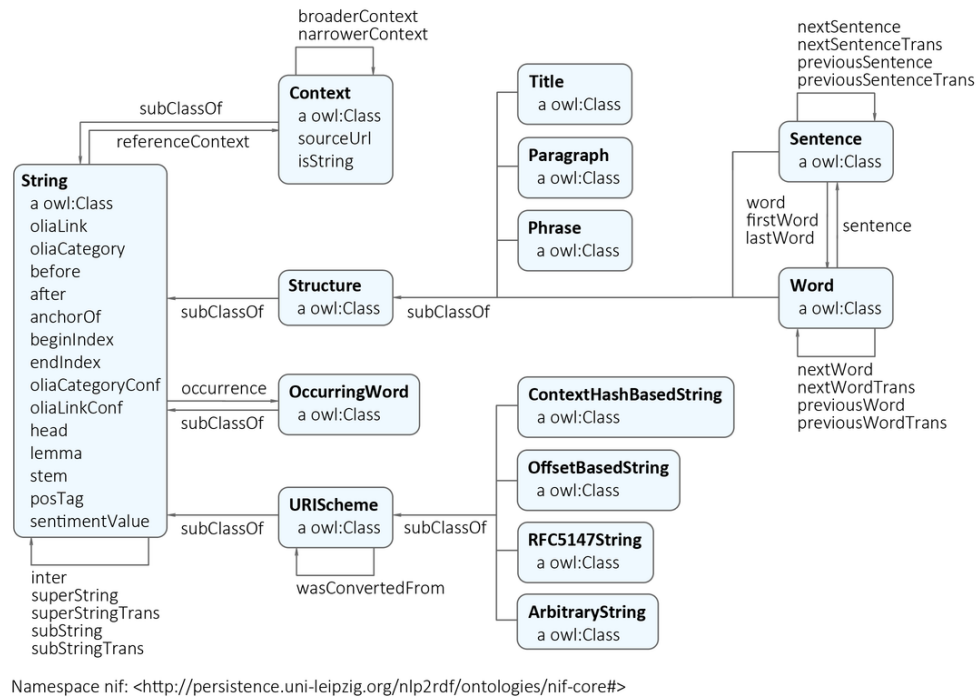 broaderContext
narrowerContext
Context
a owl:Class
sourceUrl
isString
subClassOf
referenceContext
String
a owl:Class
oliaLink
oliaCategory
before
after
anchorOf
beginIndex
endIndex
oliaCategoryConf
oliaLinkConf
head
lemma
stem
posTag
sentimentValue
inter
superString
superStringTrans
subString
subStringTrans
Title
a owl:Class
Paragraph
a owl:Class
Phrase
a owl:Class
nextSentence
nextSentenceTrans
previousSentence
previousSentenceTrans
Sentence
a owl:Class
word
firstWord
lastWord
sentence
Word
a owl:Class
nextWord
nextWordTrans
previousWord
previousWordTrans
Structure
a owl:Class
subClassOf
subClassOf
occurrence
subClassOf
OccurringWord
a owl:Class
URIScheme
a owl:Class
subClassOf
subClassOf
wasConvertedFrom
ContextHashBasedString
a owl:Class
OffsetBasedString
a owl:Class
RFC5147String
a owl:Class
ArbitraryString
a owl:Class
Namespace nif: <http://persistence.uni-leipzig.org/nlp2rdf/ontologies/nif-core#>